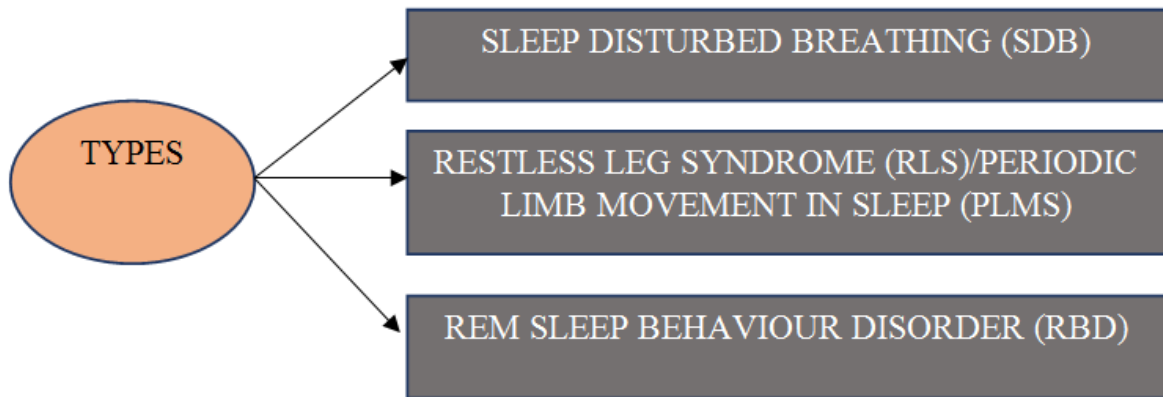 TYPES
SLEEP DISTURBED BREATHING (SDB)
RESTLESS LEG SYNDROME (RLS)/PERIODIC
LIMB MOVEMENT IN SLEEP (PLMS)
REM SLEEP BEHAVIOUR DISORDER (RBD)